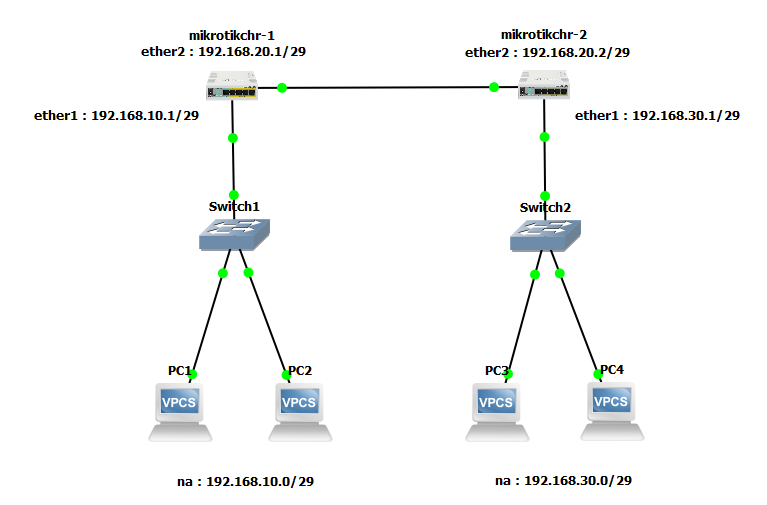 mikrotikchr-1
ether2 : 192.168.20.1/29
mikrotikchr-2
ether2 : 192.168.20.2/29
ether1 : 192.168.10.1/29
ether1 : 192.168.30.1/29
Switch1
Switch2
PC1
PC2
PC3
PC4
VPCS
VPCS
VPCS
VPCS
na : 192.168.10.0/29
na : 192.168.30.0/29